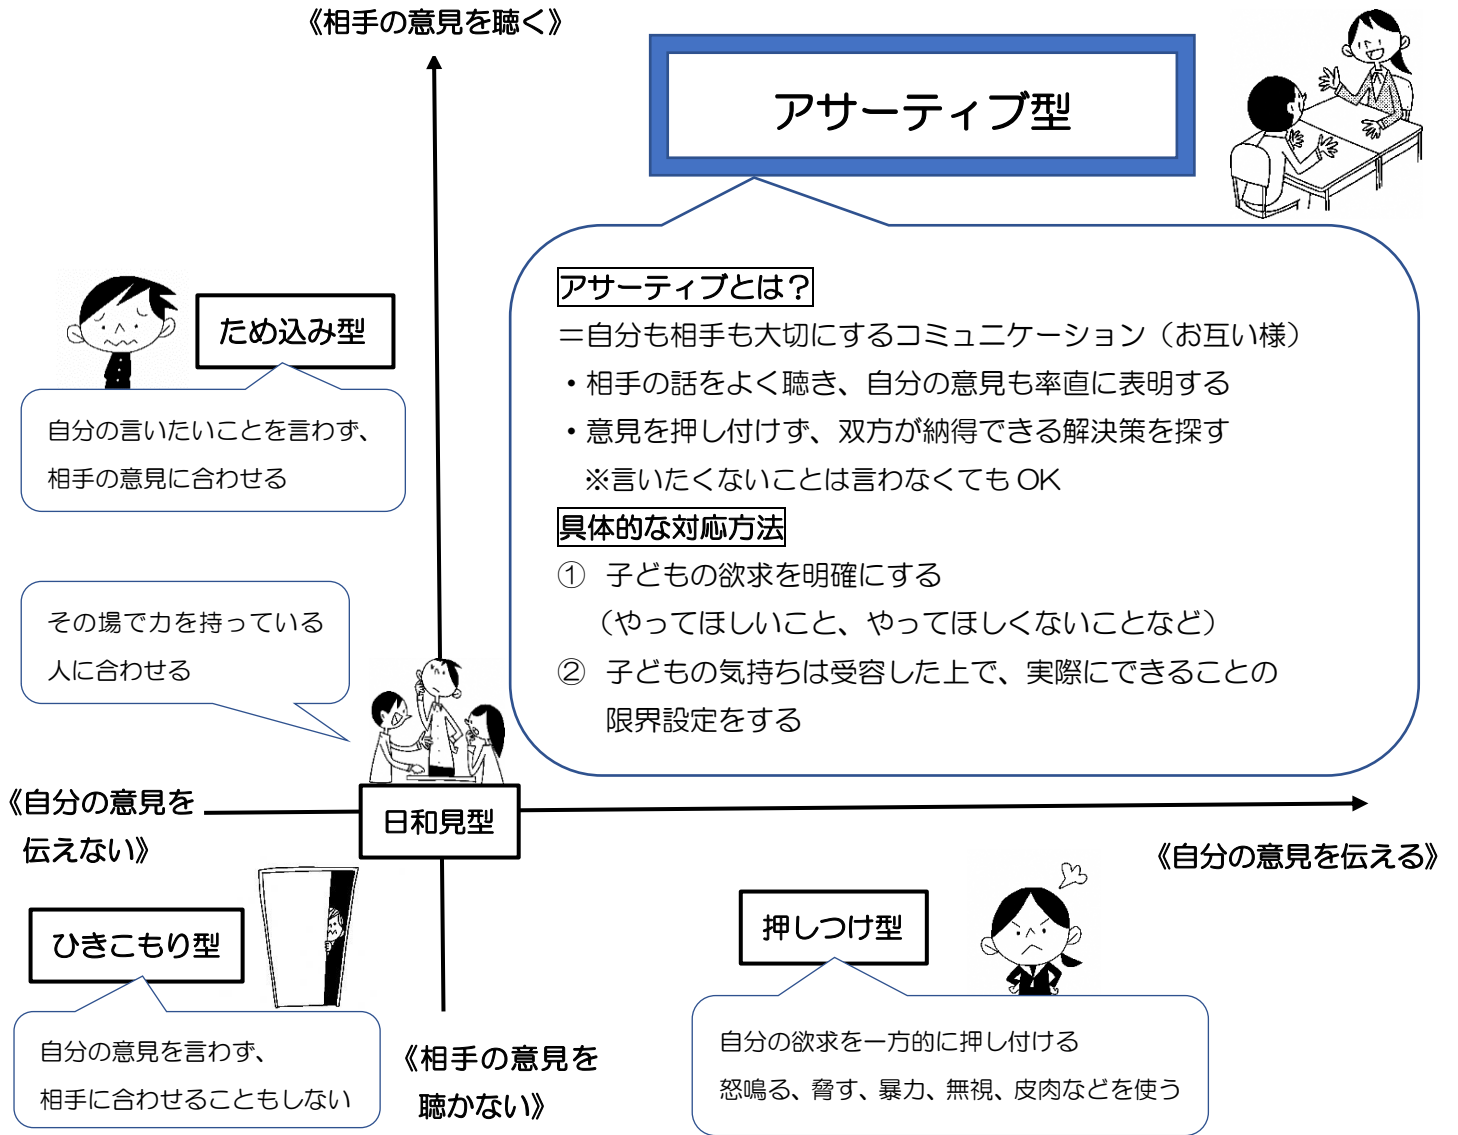 《相手の意見を聴く》
アサーティブ型
アサーティブとは？
＝自分も相手も大切にするコミュニケーション（お互い様）
・相手の話をよく聴き、自分の意見も率直に表明する
・意見を押し付けず、双方が納得できる解決策を探す
※言いたくないことは言わなくてもOK
具体的な対応方法
① 子どもの欲求を明確にする
（やってほしいこと、やってほしくないことなど）
② 子どもの気持ちは受容した上で、実際にできることの
限界設定をする
ため込み型
自分の言いたいことを言わず、
相手の意見に合わせる
その場で力を持っている
人に合わせる
日和見型
《自分の意見を
伝えない》
《自分の意見を伝える》
ひきこもり型
自分の意見を言わず、
相手に合わせることもしない
《相手の意見を
聴かない》
押しつけ型
自分の欲求を一方的に押し付ける
怒鳴る、脅す、暴力、無視、皮肉などを使う